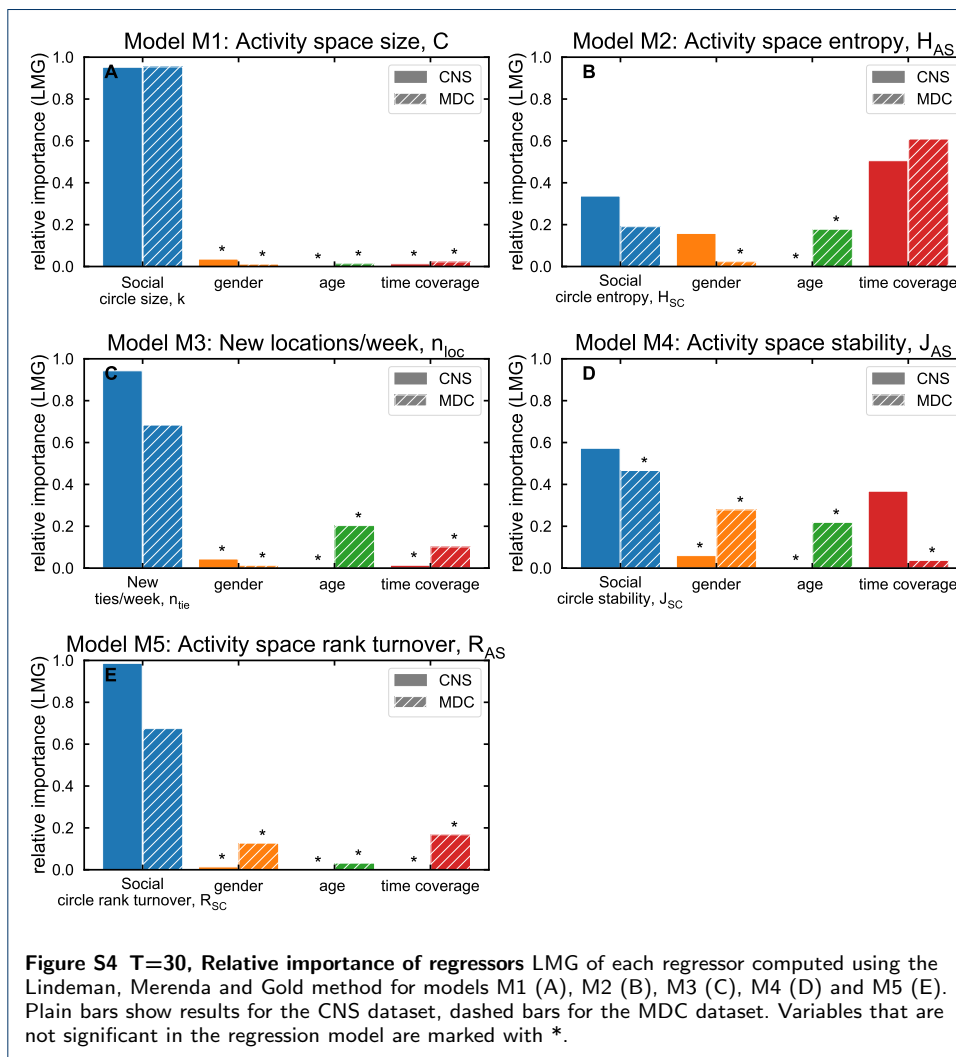 Model M1: Activity space size, C
relative importance (LMG)
1.0
0.8
0.6
0.4
0.2
0.0
A
CNS
MDC
* * * * * *
Social
circle size, k
gender
age
time coverage
Model M2: Activity space entropy, H_AS
relative importance (LMG)
1.0
0.8
0.6
0.4
0.2
0.0
B
CNS
MDC
* * *
Social
circle entropy, H_SC
gender
age
time coverage
Model M3: New locations/week, n_loc
relative importance (LMG)
1.0
0.8
0.6
0.4
0.2
0.0
C
CNS
MDC
* * * * * *
New
ties/week, n_tie
gender
age
time coverage
Model M4: Activity space stability, J_AS
relative importance (LMG)
1.0
0.8
0.6
0.4
0.2
0.0
D
CNS
MDC
* * * * * *
Social
circle stability, J_SC
gender
age
time coverage
Model M5: Activity space rank turnover, R_AS
relative importance (LMG)
1.0
0.8
0.6
0.4
0.2
0.0
E
CNS
MDC
* * * * * *
Social
circle rank turnover, R_SC
gender
age
time coverage
Figure S4 T=30, Relative importance of regressors LMG of each regressor computed using the
Lindeman, Merenda and Gold method for models M1 (A), M2 (B), M3 (C), M4 (D) and M5 (E).
Plain bars show results for the CNS dataset, dashed bars for the MDC dataset. Variables that are
not significant in the regression model are marked with *.